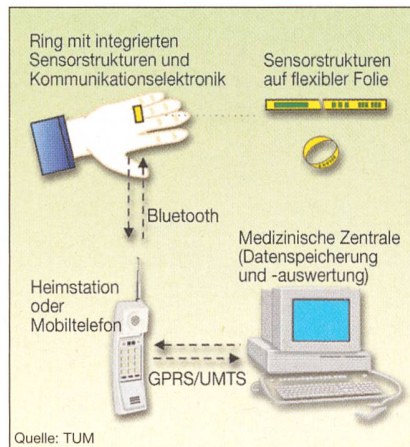 Ring mit integrierten
Sensorstrukturen und
Kommunikationselektronik
Sensorstrukturen
auf flexibler Folie
Bluetooth
Medizinische Zentrale
(Datenspeicherung
und -auswertung)
Heimstation
oder
Mobiltelefon
GPRS/UMTS
Quelle: TUM